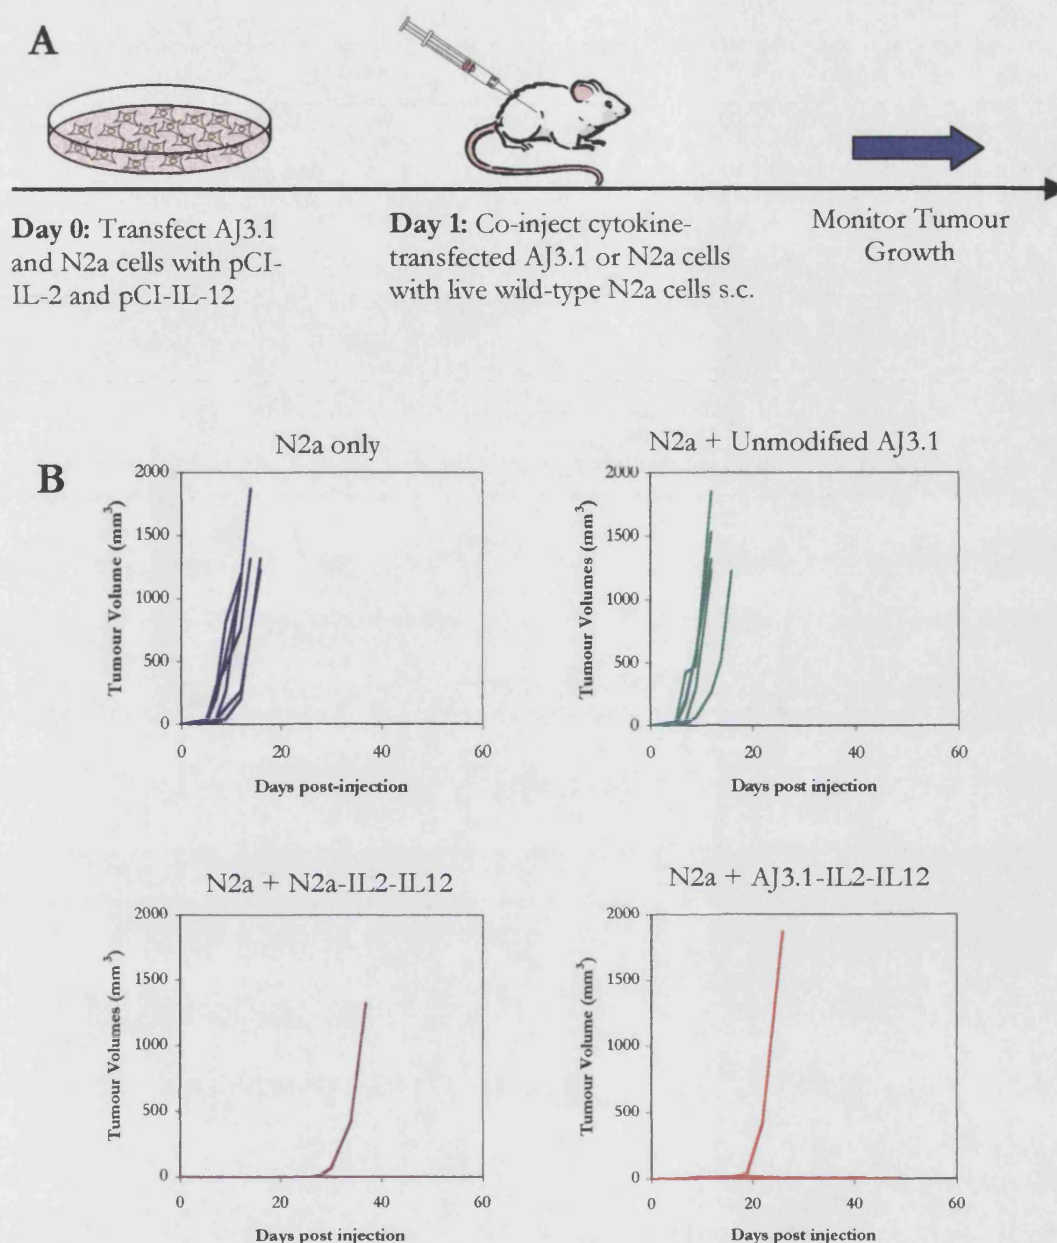 A
Day 0: Transfect AJ3.1
and N2a cells with pCI-
IL-2 and pCI-IL-12
Day 1: Co-inject cytokine-
transfected AJ3.1 or N2a cells
with live wild-type N2a cells s.c.
Monitor Tumour
Growth
B
N2a only
Tumour Volume (mm³)
2000
1500
1000
500
0
0 20 40 60
Days post-injection
N2a + Unmodified AJ3.1
Tumour Volumes (mm³)
2000
1500
1000
500
0
0 20 40 60
Days post injection
N2a + N2a-IL2-IL12
Tumour Volumes (mm³)
2000
1500
1000
500
0
0 20 40 60
Days post injection
N2a + AJ3.1-IL2-IL12
Tumour Volume (mm³)
2000
1500
1000
500
0
0 20 40 60
Days post injection